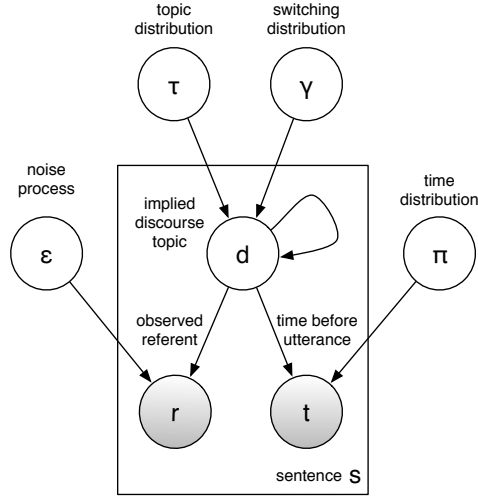 topic
distribution
switching
distribution
τ
γ
noise
process
implied
discourse
topic
time
distribution
ε
d
π
observed
referent
time before
utterance
r
t
sentence s